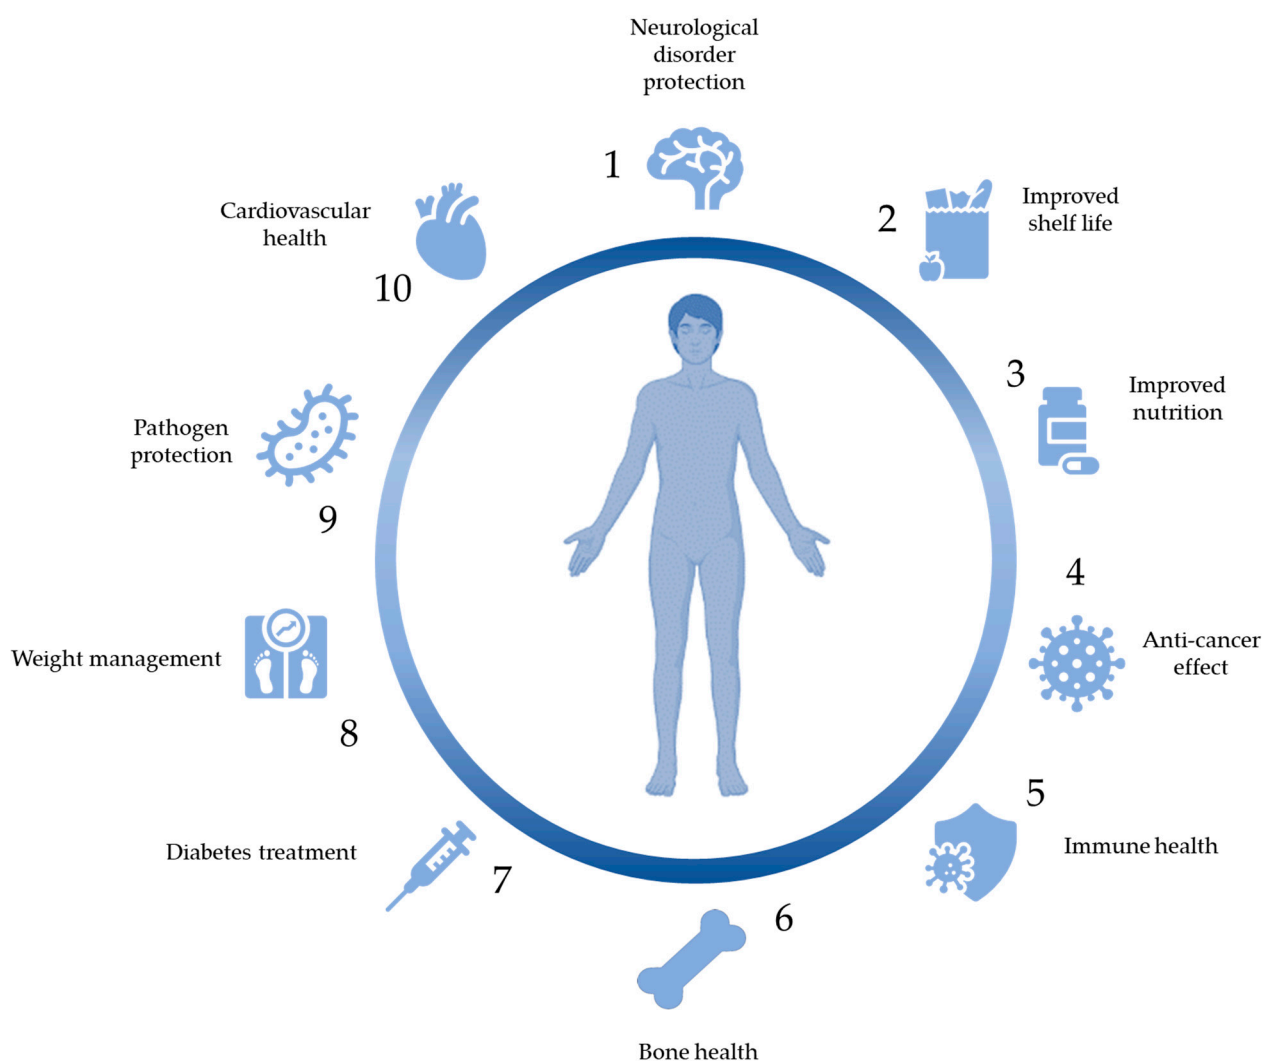 Neurological
disorder
protection
1
2
Improved
shelf life
3
Improved
nutrition
4
Anti-cancer
effect
5
Immune health
6
Bone health
7
Diabetes treatment
8
Weight management
9
Pathogen
protection
10
Cardiovascular
health